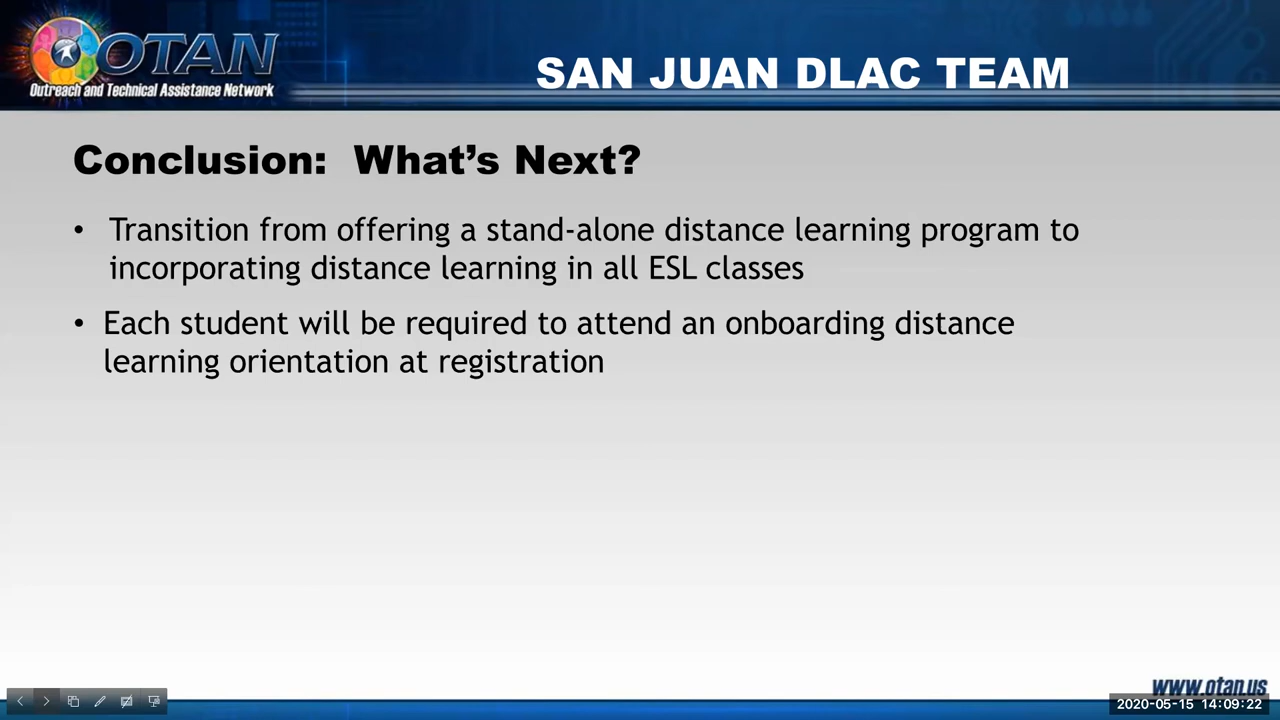 OTAN
Outreach and Technical Assistance Network
SAN JUAN DLAC TEAM
Conclusion:  What’s Next?
• Transition from offering a stand-alone distance learning program to
incorporating distance learning in all ESL classes
• Each student will be required to attend an onboarding distance
learning orientation at registration
www.otan.us
2020-05-15 14:09:22